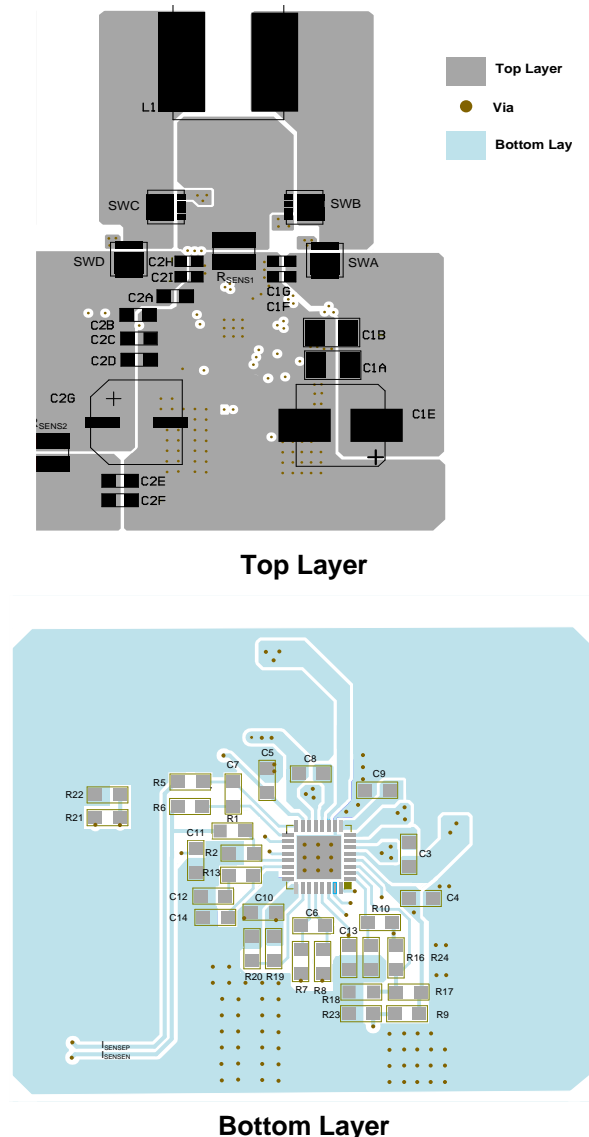 L1
Top Layer
Via
Bottom Lay
SWC
SWB
SWD
SWA
C2H
C2I
RSENS1
C1G
C1F
C2A
C2B
C2C
C2D
C1B
C1A
C2G
C1E
SENS2
C2E
C2F
Top Layer
C5
C8
C7
C9
R5
R6
R22
R21
R1
C11
R2
R13
C3
C12
C14
C10
C4
C6
R10
C13
R16
R24
R20
R19
R7
R8
R18
R17
R23
R9
ISENSEP
ISENSEN
Bottom Layer